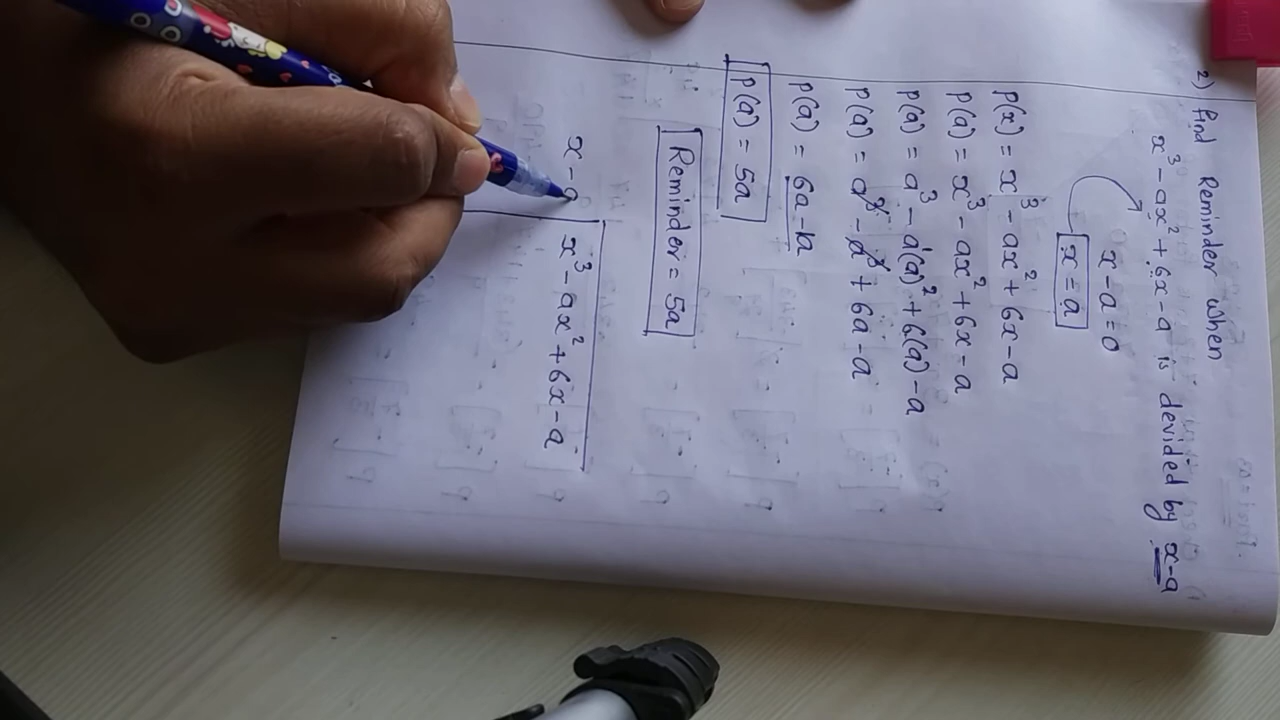 2) find Reminder when
x³ - ax² + 6x - a is devided by x-a
x - a = 0
x = a
p(x) = x³ - ax² + 6x - a
p(a) = x³ - ax² + 6x - a
p(a) = a³ - a(a)² + 6(a) - a
p(a) = a³ - a³ + 6a - a
p(a) = 6a - 1a
p(a) = 5a
Reminder = 5a
x - a x³ - ax² + 6x - a